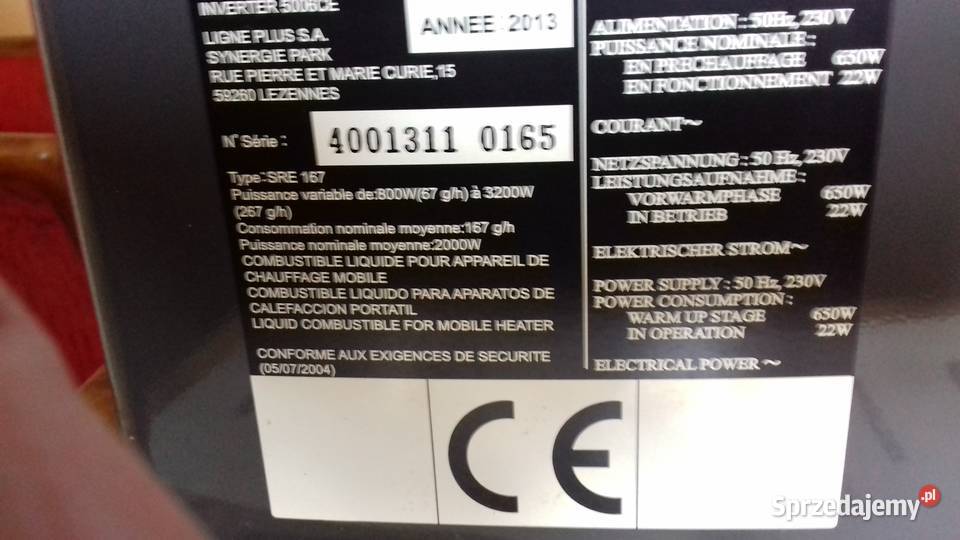 INVERTER 5006CE
ANNEE : 2013
LIGNE PLUS S.A.
SYNERGIE PARK
RUE PIERRE ET MARIE CURIE,15
59260 LEZENNES
N° Série : 4001311 0165
Type:SRE 167
Puissance variable de:800W(67 g/h) à 3200W
(267 g/h)
Consommation nominale moyenne:167 g/h
Puissance nominale moyenne:2000W
COMBUSTIBLE LIQUIDE POUR APPAREIL DE
CHAUFFAGE MOBILE
COMBUSTIBLE LIQUIDO PARA APARATOS DE
CALEFACCION PORTATIL
LIQUID COMBUSTIBLE FOR MOBILE HEATER
CONFORME AUX EXIGENCES DE SECURITE
(05/07/2004)
ALIMENTATION : 50Hz, 230V
PUISSANCE NOMINALE :
EN PRECHAUFFAGE 650W
EN FONCTIONNEMENT 22W
COURANT~
NETZSPANNUNG : 50 Hz, 230V
LEISTUNGSAUFNAHME :
VORWARMPHASE 650W
IN BETRIEB 22W
ELEKTRISCHER STROM~
POWER SUPPLY : 50 Hz, 230V
POWER CONSUMPTION :
WARM UP STAGE 650W
IN OPERATION 22W
ELECTRICAL POWER~
CE
Sprzedajemy.pl